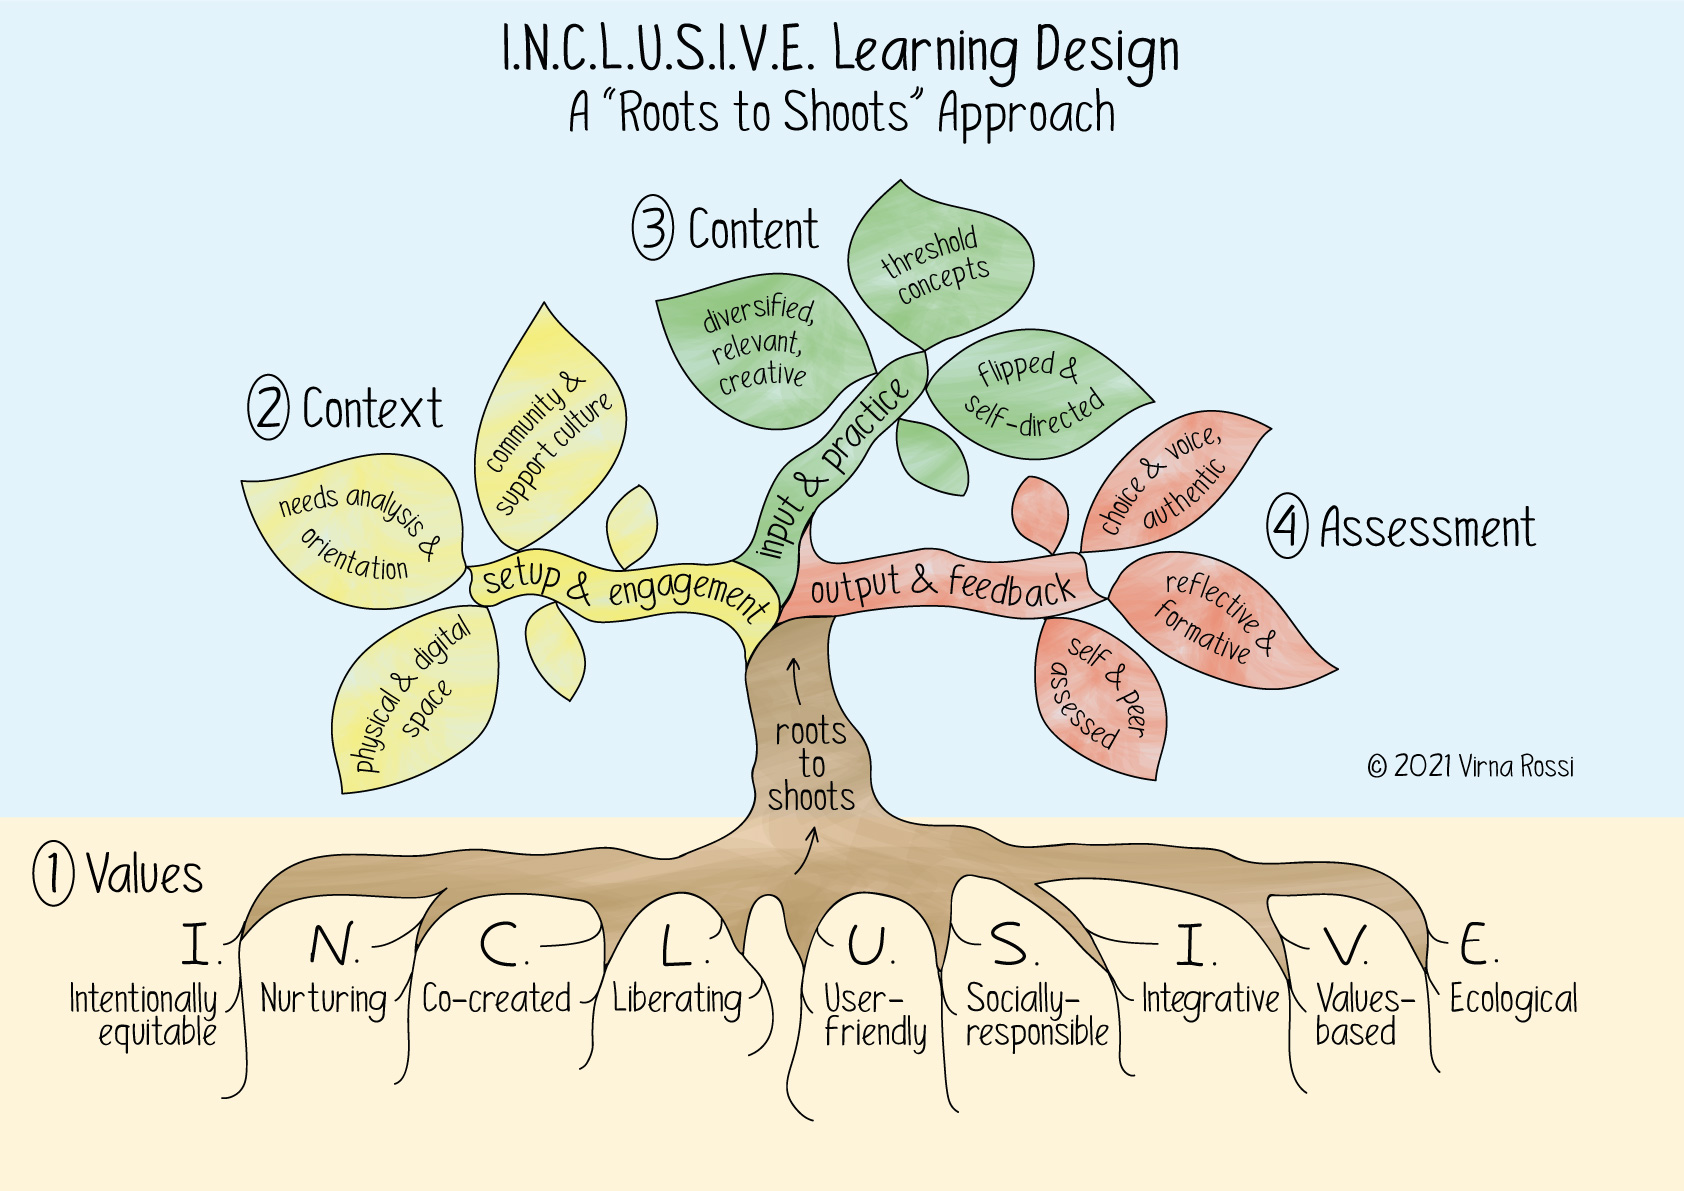 I.N.C.L.U.S.I.V.E. Learning Design
A “Roots to Shoots” Approach
3 Content
threshold
concepts
diversified,
relevant,
creative
flipped &
self-directed
input & practice
2 Context
community &
support culture
needs analysis &
orientation
physical & digital
space
setup & engagement
4 Assessment
choice & voice,
authentic
reflective &
formative
self & peer
assessed
output & feedback
roots
to
shoots
© 2021 Virna Rossi
1 Values
I.
Intentionally
equitable
N.
Nurturing
C.
Co-created
L.
Liberating
U.
User-
friendly
S.
Socially-
responsible
I.
Integrative
V.
Values-
based
E.
Ecological